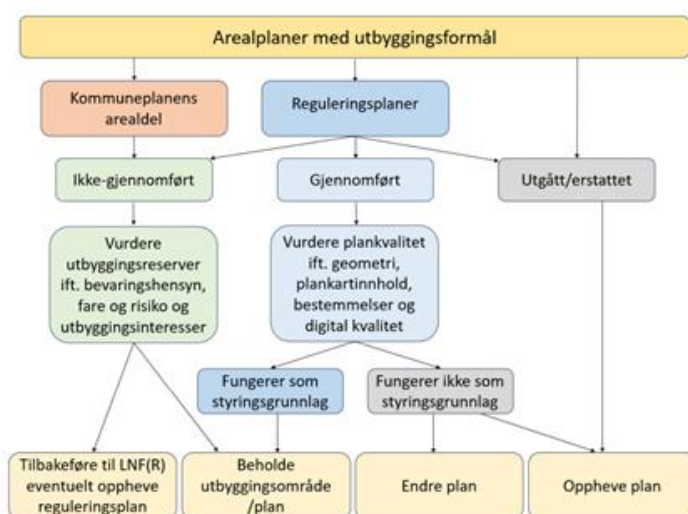 Arealplaner med utbyggingsformål
Kommuneplanens
arealdel
Reguleringsplaner
Ikke-gjennomført
Gjennomført
Utgått/erstattet
Vurdere
utbyggingsreserver
ift. bevaringshensyn,
fare og risiko og
utbyggingsinteresser
Vurdere plankvalitet
ift. geometri,
plankartinnhold,
bestemmelser og
digital kvalitet
Fungerer som
styringsgrunnlag
Fungerer ikke som
styringsgrunnlag
Tilbakeføre til LNF(R)
eventuelt oppheve
reguleringsplan
Beholde
utbyggingsområde
/plan
Endre plan
Oppheve plan